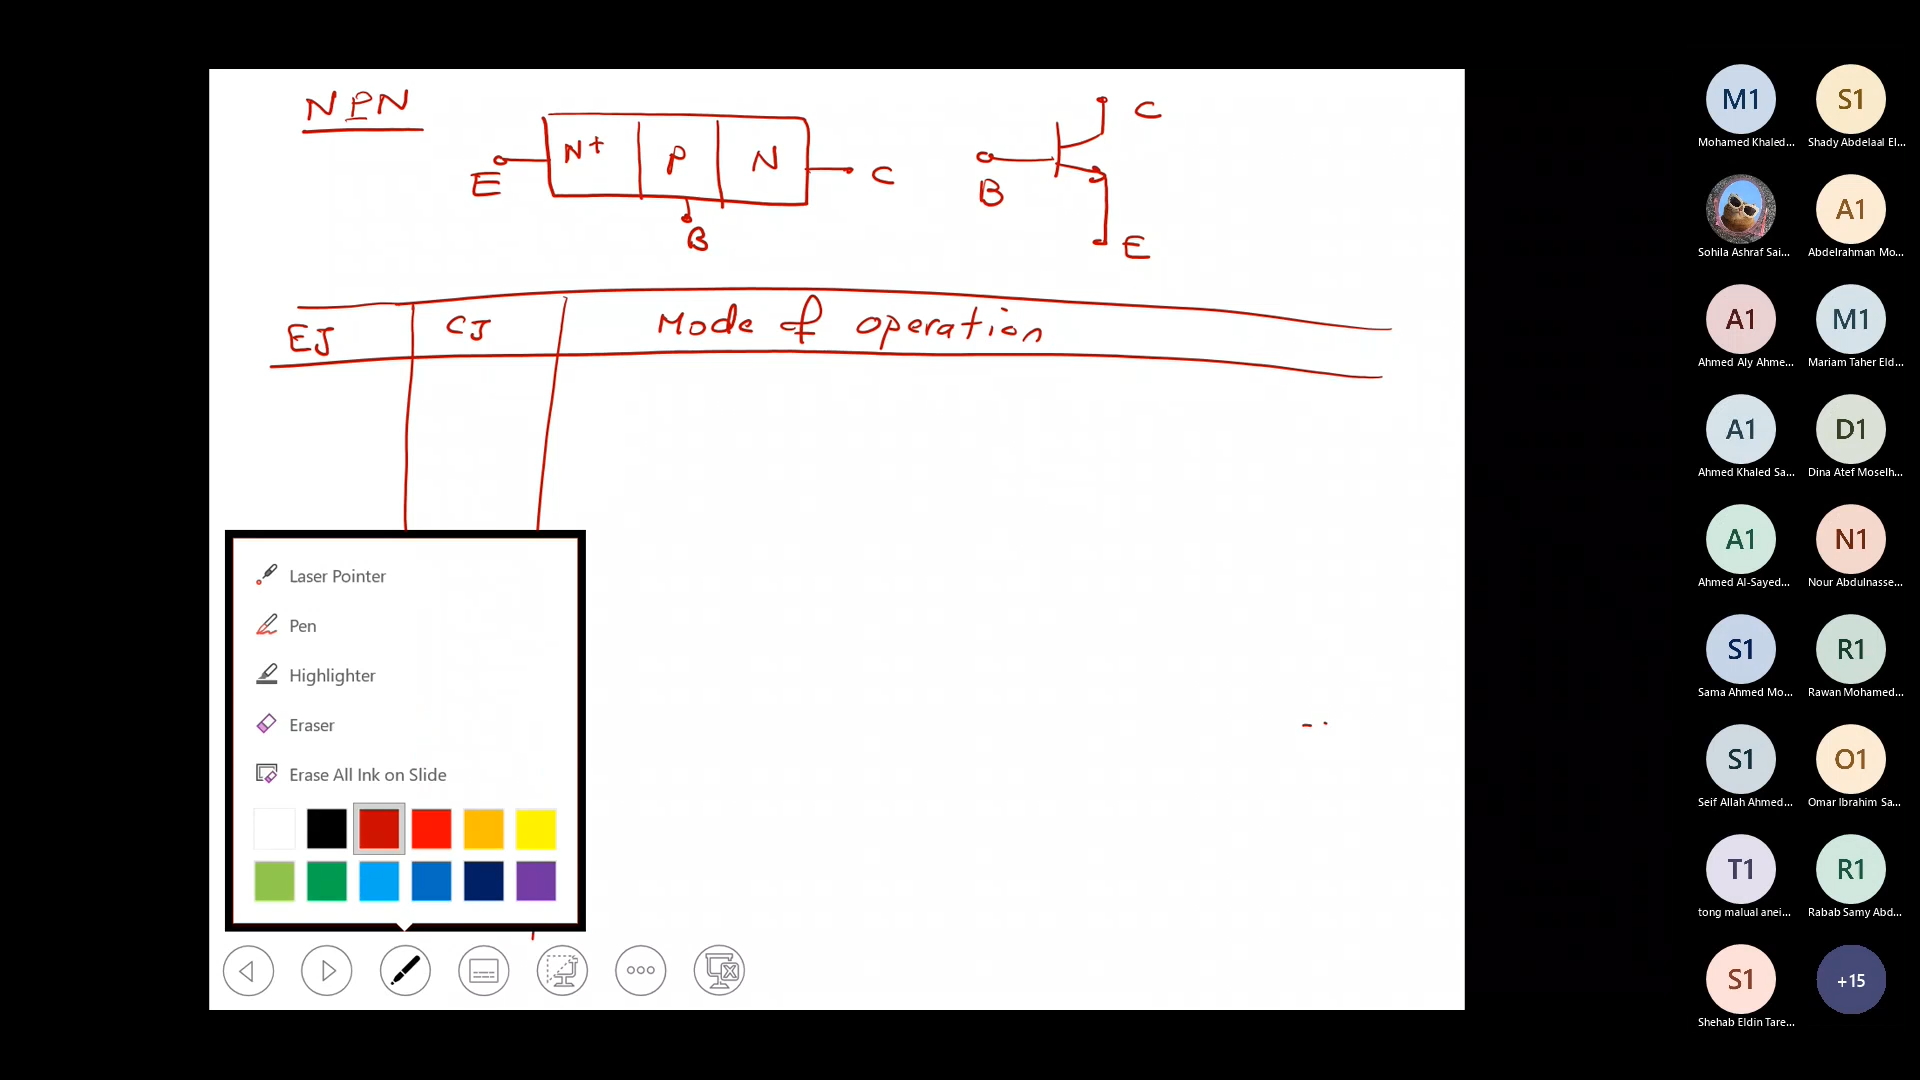 NPN
N+ P N
E
C
B
C
B
E
EJ CJ Mode of operation
Laser Pointer
Pen
Highlighter
Eraser
Erase All Ink on Slide
M1 S1
Mohamed Khaled... Shady Abdelaal El...
A1
Sohila Ashraf Sai... Abdelrahman Mo...
A1 M1
Ahmed Aly Ahme... Mariam Taher Eld...
A1 D1
Ahmed Khaled Sa... Dina Atef Moselh...
A1 N1
Ahmed Al-Sayed... Nour Abdulnasse...
S1 R1
Sama Ahmed Mo... Rawan Mohamed...
S1 O1
Seif Allah Ahmed... Omar Ibrahim Sa...
T1 R1
tong malual anei... Rabab Samy Abd...
S1 +15
Shehab Eldin Tare...